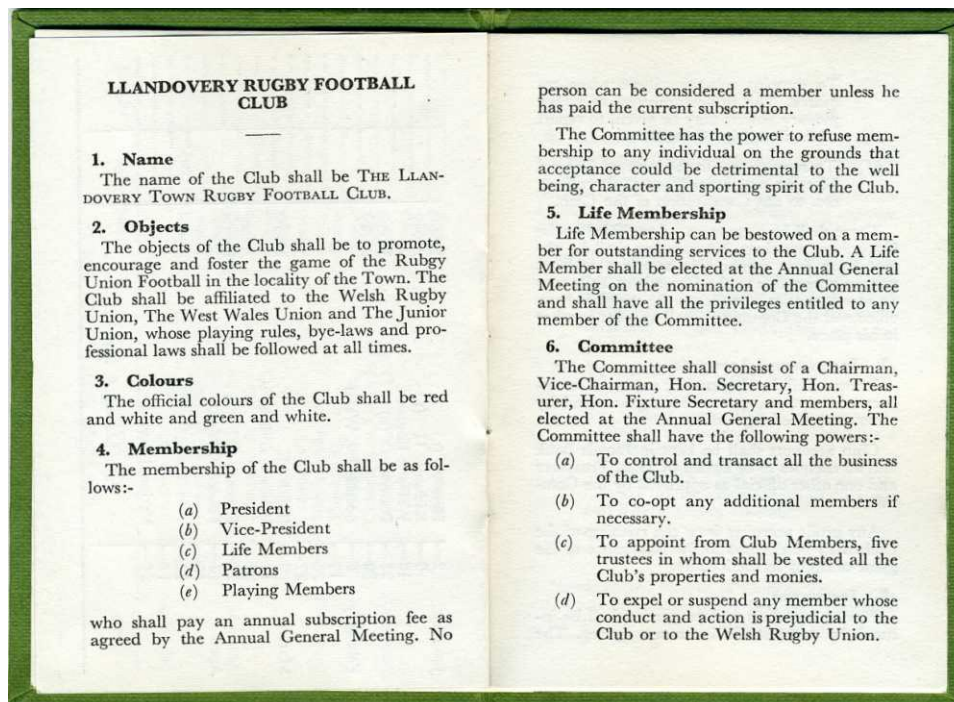 LLANDOVERY RUGBY FOOTBALL
CLUB
1. Name
The name of the Club shall be THE LLAN-
DOVERY TOWN RUGBY FOOTBALL CLUB.
2. Objects
The objects of the Club shall be to promote,
encourage and foster the game of the Rubgy
Union Football in the locality of the Town. The
Club shall be affiliated to the Welsh Rugby
Union, The West Wales Union and The Junior
Union, whose playing rules, bye-laws and pro-
fessional laws shall be followed at all times.
3. Colours
The official colours of the Club shall be red
and white and green and white.
4. Membership
The membership of the Club shall be as fol-
lows:-
(a) President
(b) Vice-President
(c) Life Members
(d) Patrons
(e) Playing Members
who shall pay an annual subscription fee as
agreed by the Annual General Meeting. No
person can be considered a member unless he
has paid the current subscription.
The Committee has the power to refuse mem-
bership to any individual on the grounds that
acceptance could be detrimental to the well
being, character and sporting spirit of the Club.
5. Life Membership
Life Membership can be bestowed on a mem-
ber for outstanding services to the Club. A Life
Member shall be elected at the Annual General
Meeting on the nomination of the Committee
and shall have all the privileges entitled to any
member of the Committee.
6. Committee
The Committee shall consist of a Chairman,
Vice-Chairman, Hon. Secretary, Hon. Treas-
urer, Hon. Fixture Secretary and members, all
elected at the Annual General Meeting. The
Committee shall have the following powers:-
(a) To control and transact all the business
of the Club.
(b) To co-opt any additional members if
necessary.
(c) To appoint from Club Members, five
trustees in whom shall be vested all the
Club's properties and monies.
(d) To expel or suspend any member whose
conduct and action is prejudicial to the
Club or to the Welsh Rugby Union.